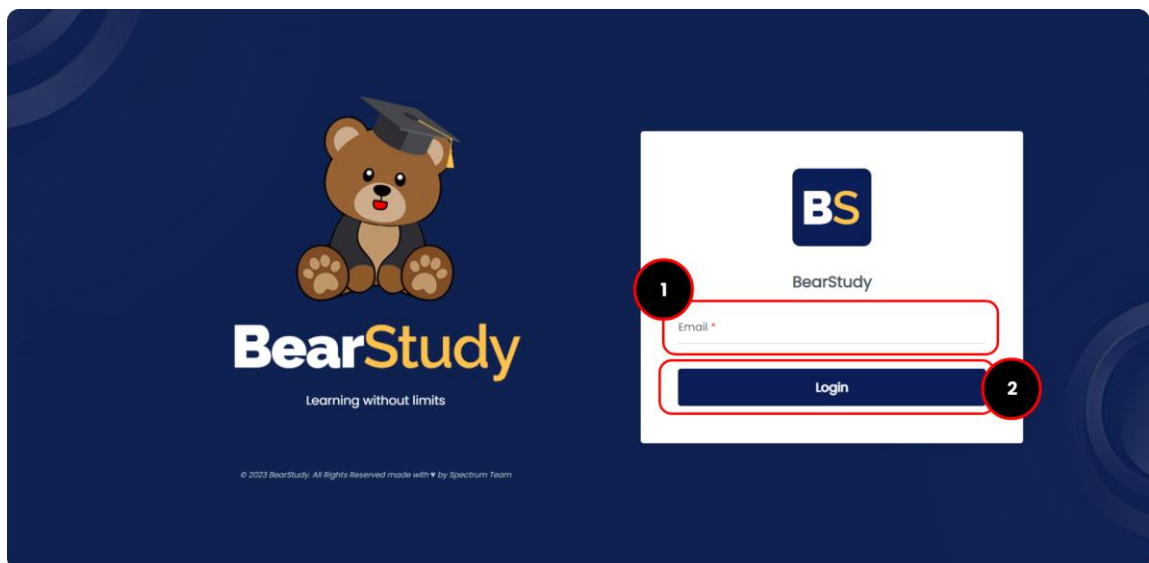 BearStudy
Learning without limits
© 2023 BearStudy. All Rights Reserved made with ♥ by Spectrum Team
BS
BearStudy
1
Email *
Login
2